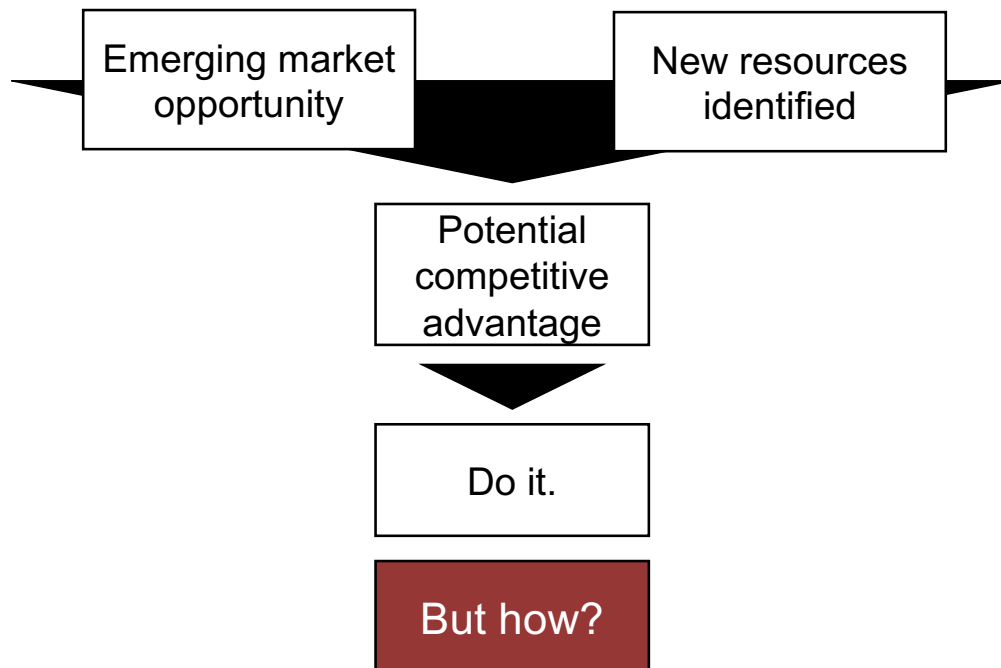 Emerging market
opportunity
New resources
identified
Potential
competitive
advantage
Do it.
But how?